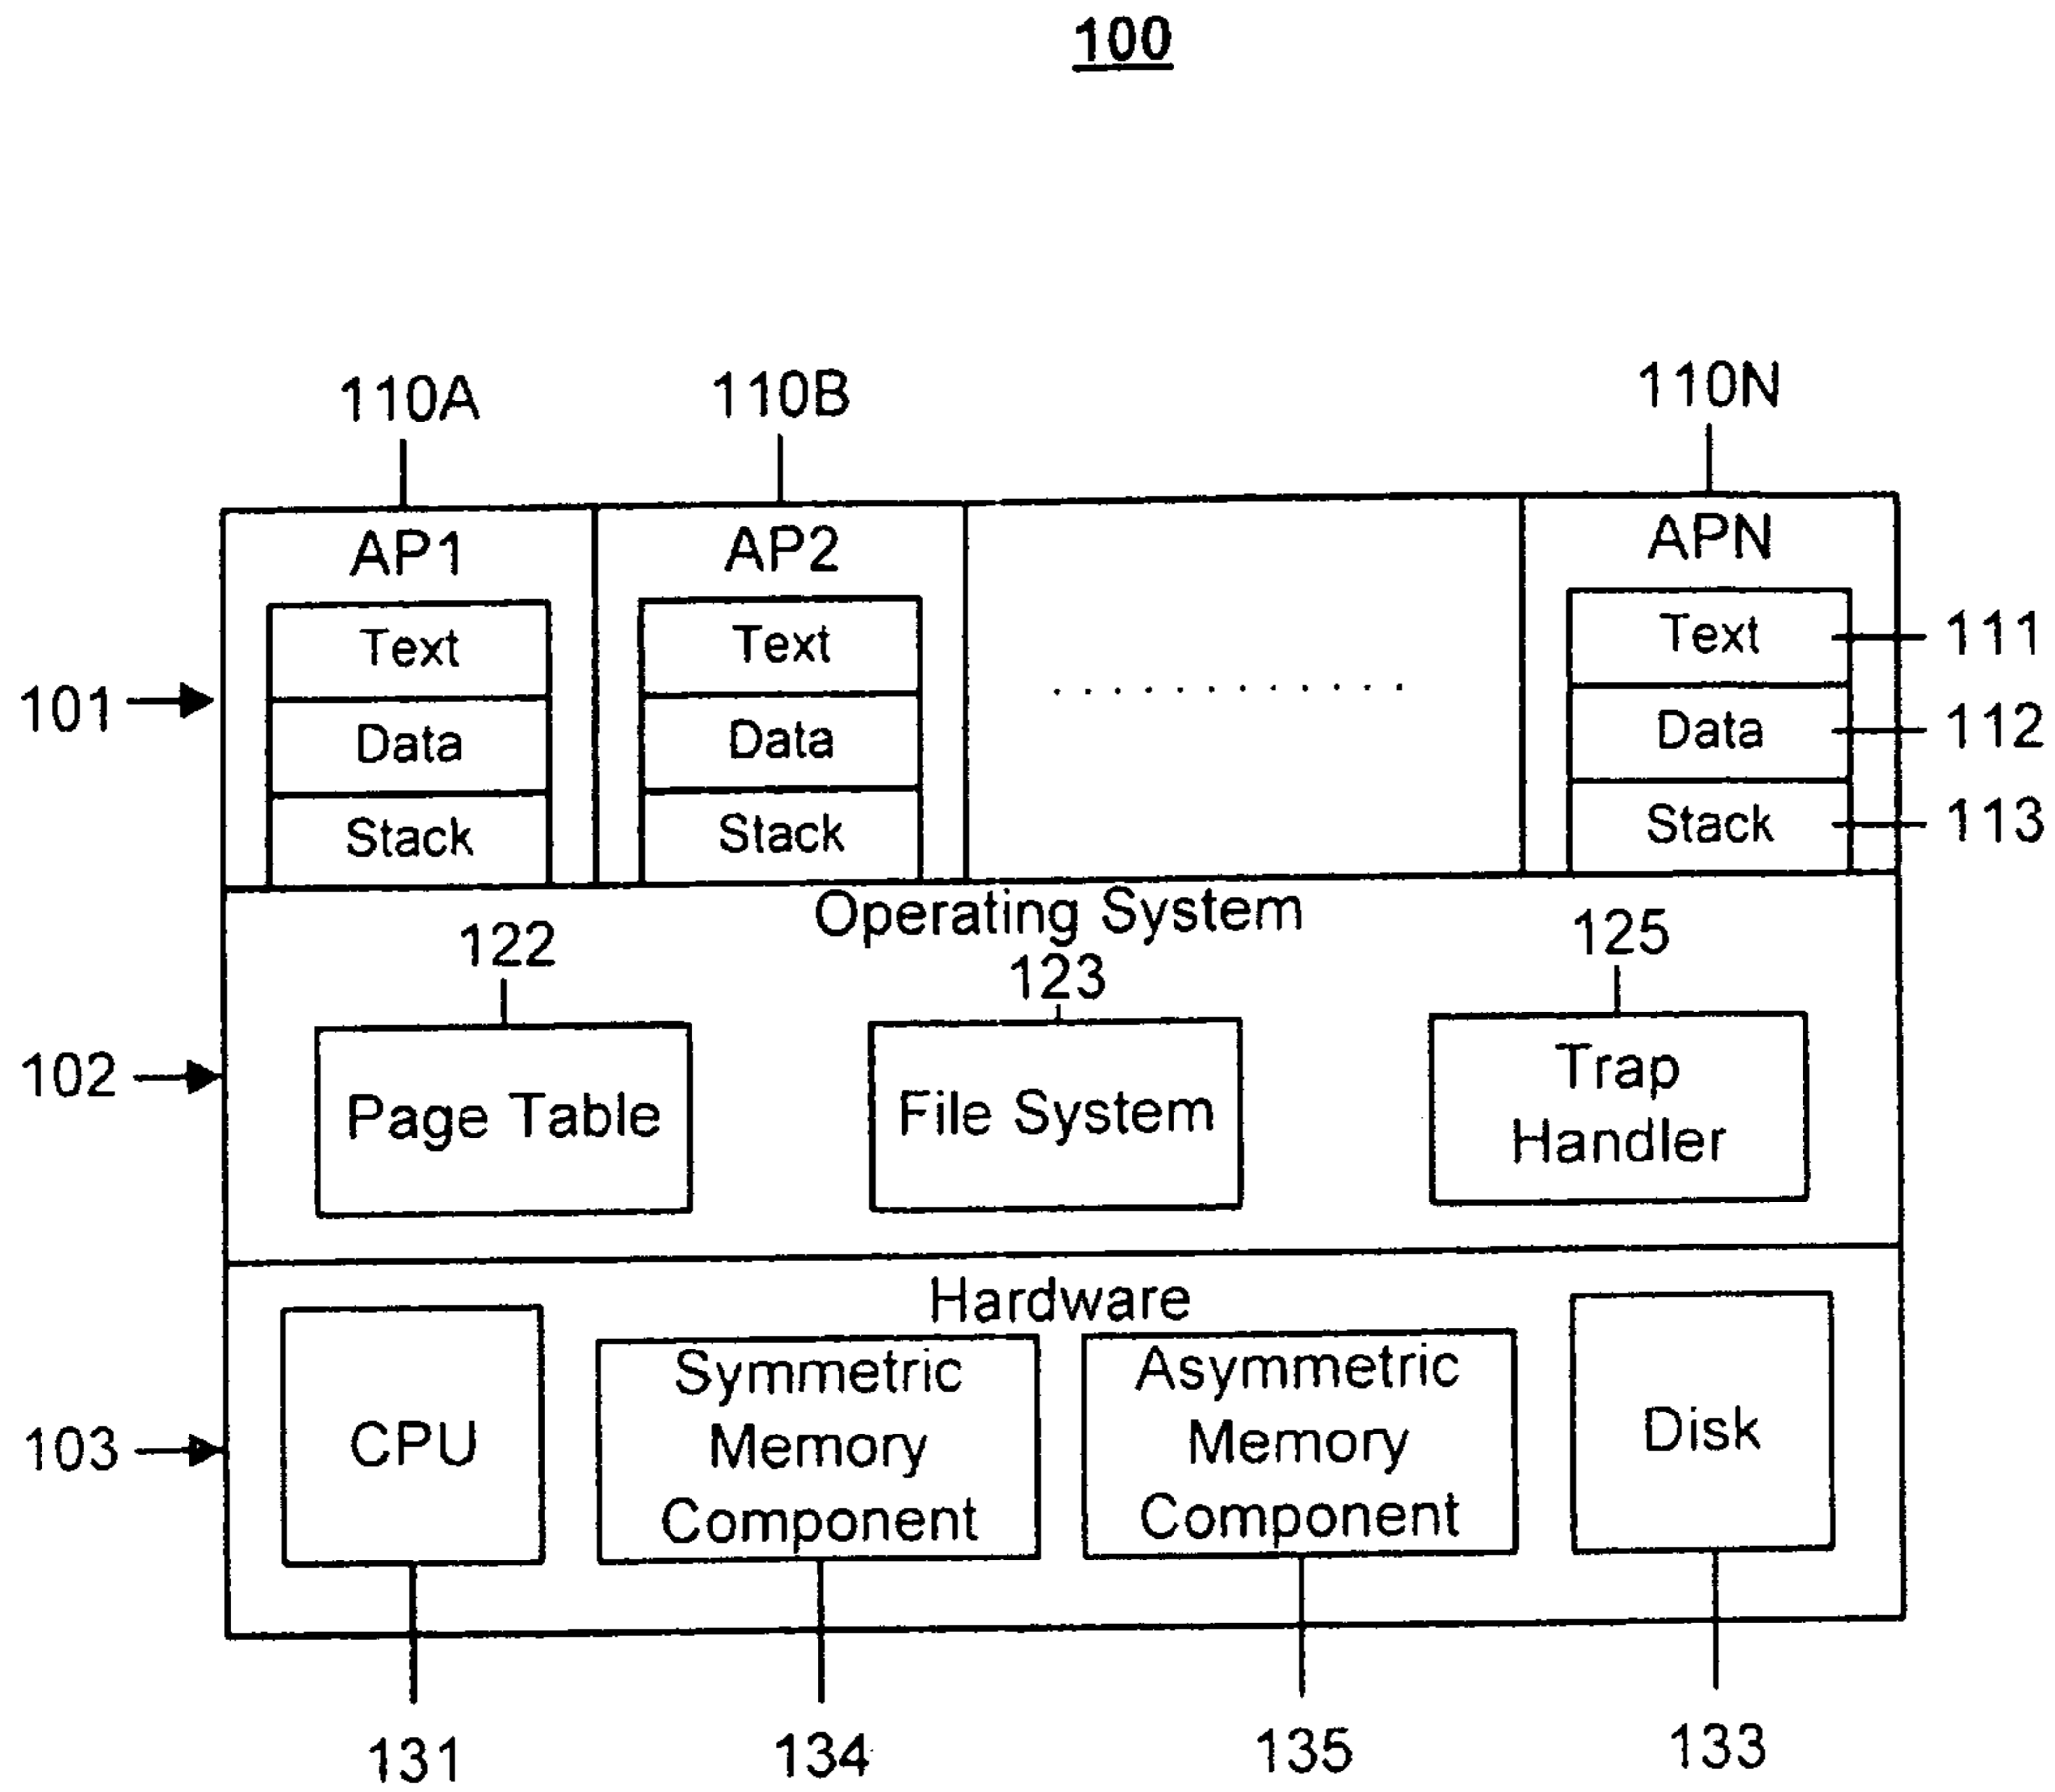 100
110A 110B 110N
AP1 AP2 APN
Text Text Text 111
101 Data Data ............ Data 112
Stack Stack Stack 113
Operating System
122 123 125
102 Page Table File System Trap
Handler
Hardware
103 CPU Symmetric
Memory
Component
Asymmetric
Memory
Component
Disk
131 134 135 133